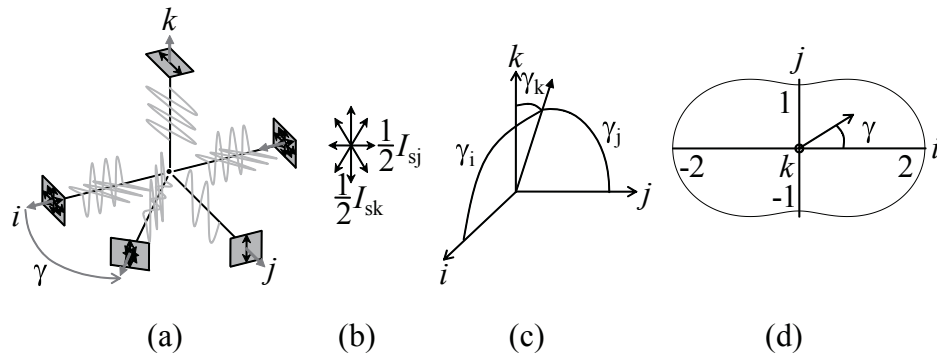 k
i
γ
j
(a)
1/2 I_sj
1/2 I_sk
(b)
k
γ_k
γ_i
γ_j
j
i
(c)
j
1
γ
i
-2
k
2
-1
(d)